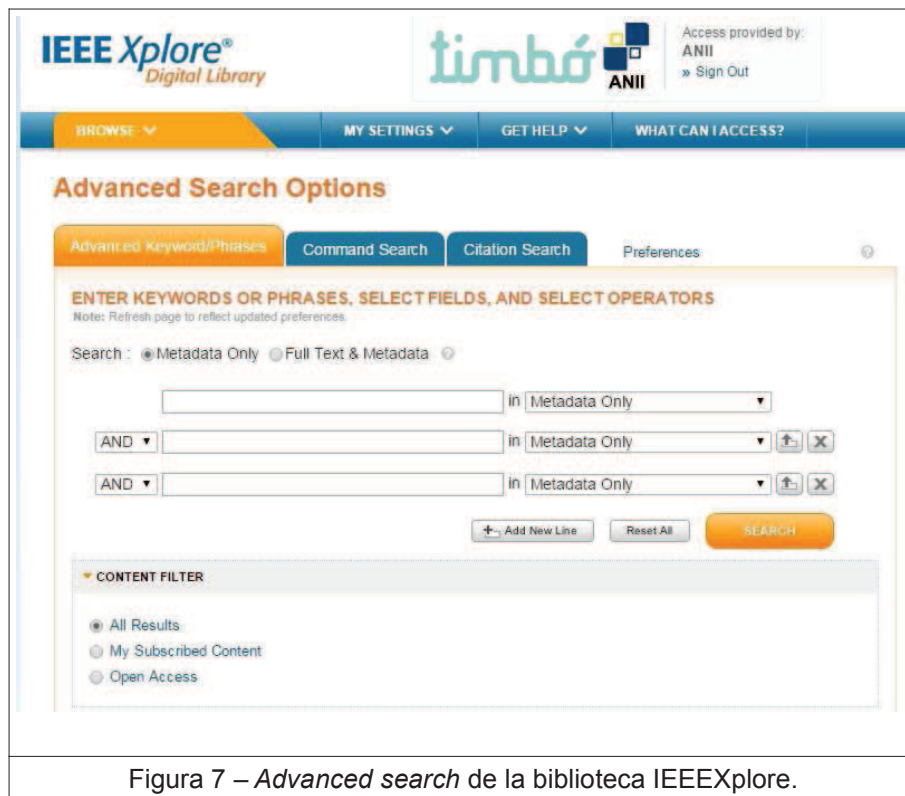 IEEE Xplore®
Digital Library
timbó
ANII
Access provided by:
ANII
» Sign Out
BROWSE
MY SETTINGS
GET HELP
WHAT CAN I ACCESS?
Advanced Search Options
Advanced Keyword/Phrases
Command Search
Citation Search
Preferences
ENTER KEYWORDS OR PHRASES, SELECT FIELDS, AND SELECT OPERATORS
Note: Refresh page to reflect updated preferences.
Search : Metadata Only Full Text & Metadata
in Metadata Only
AND in Metadata Only
AND in Metadata Only
Add New Line Reset All SEARCH
CONTENT FILTER
All Results
My Subscribed Content
Open Access
Figura 7 – Advanced search de la biblioteca IEEEXplore.